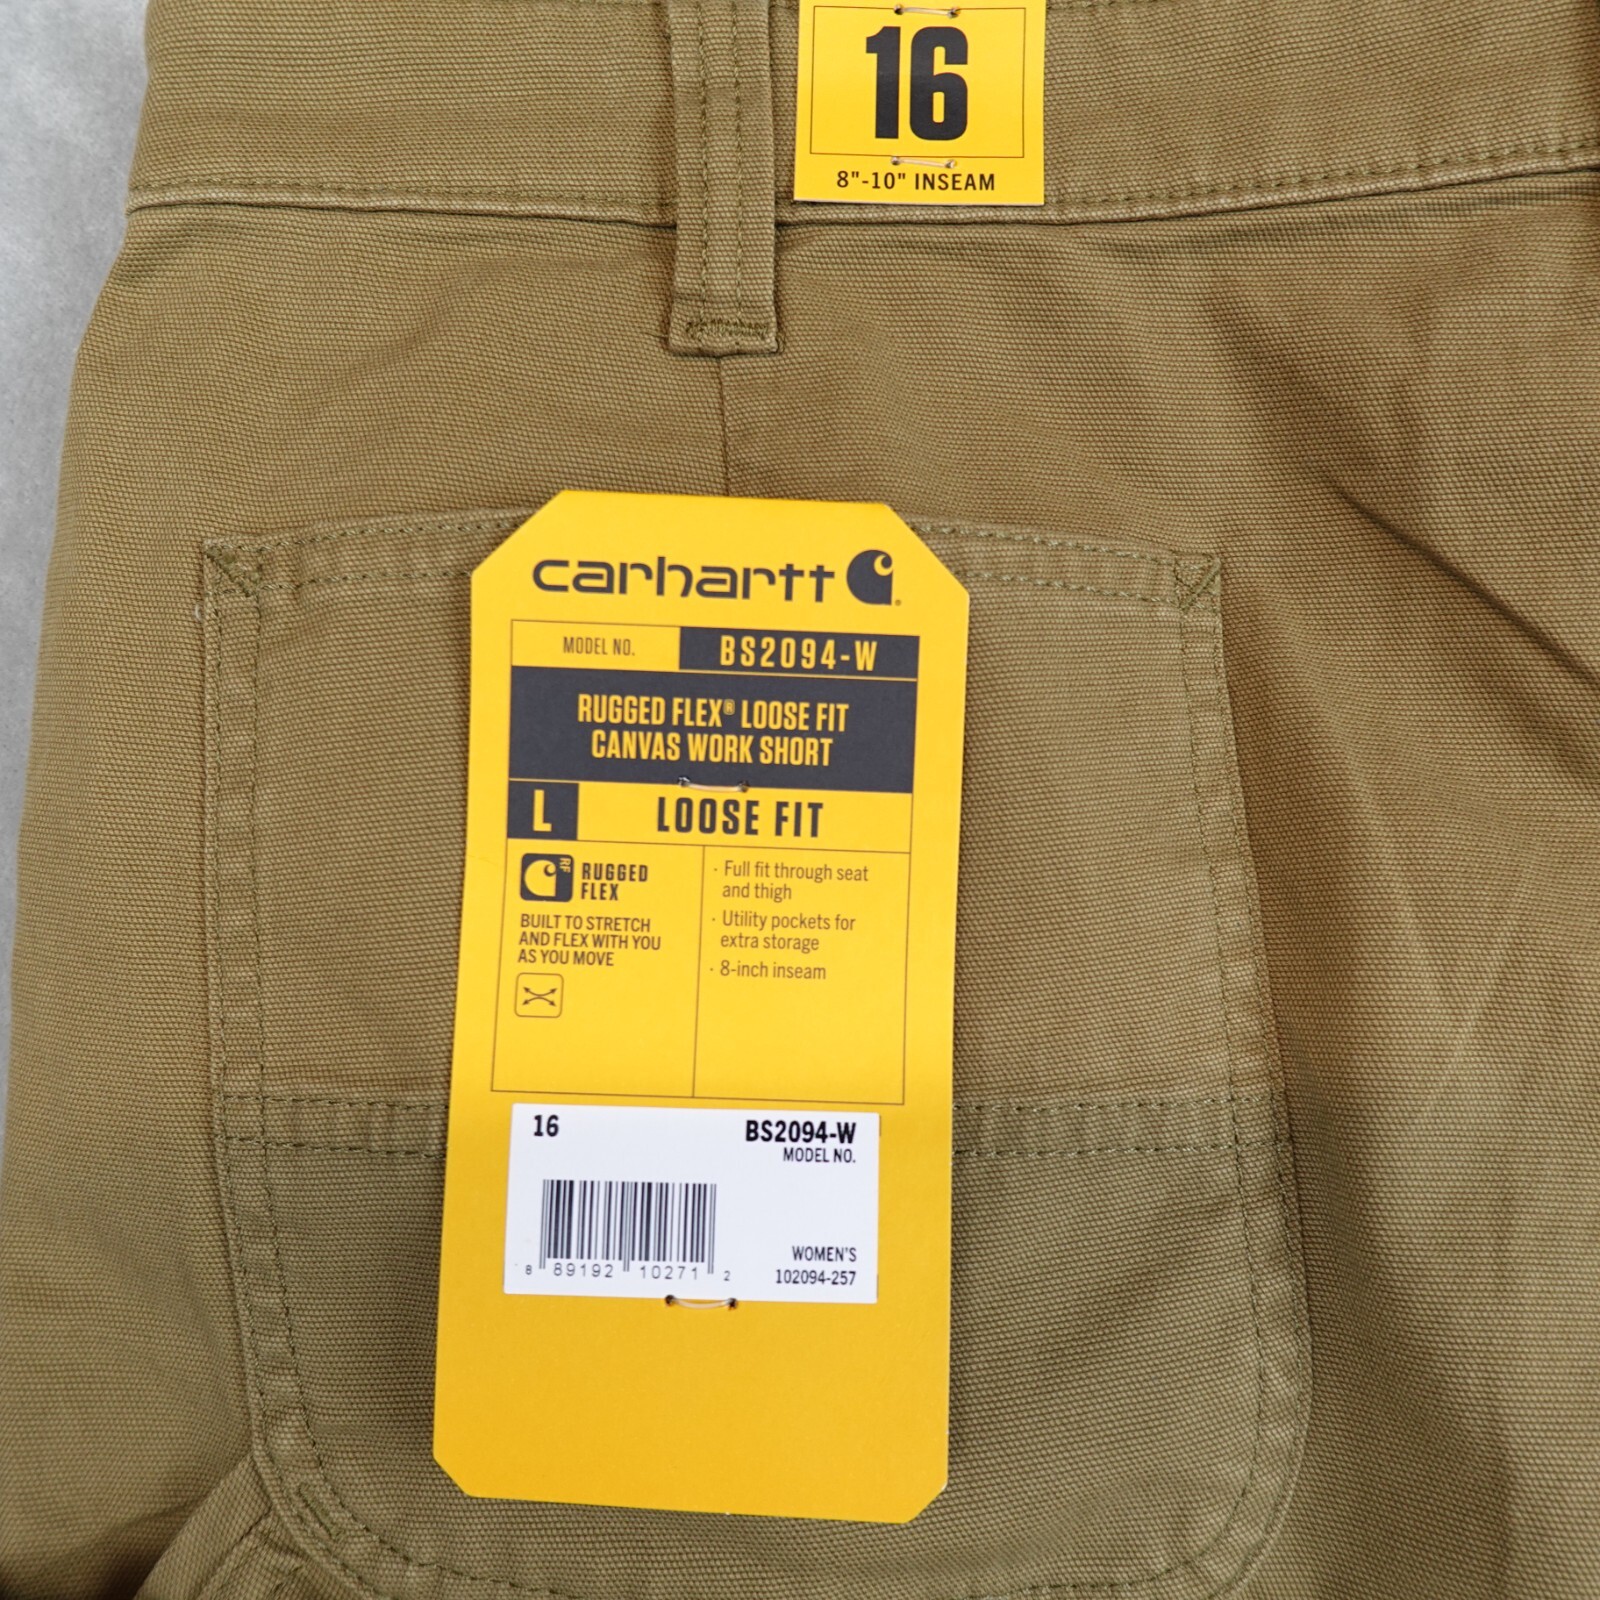 16
8"-10" INSEAM
carhartt
MODEL NO. BS2094-W
RUGGED FLEX® LOOSE FIT
CANVAS WORK SHORT
L LOOSE FIT
RF
RUGGED
FLEX
BUILT TO STRETCH
AND FLEX WITH YOU
AS YOU MOVE
· Full fit through seat
and thigh
· Utility pockets for
extra storage
· 8-inch inseam
16 BS2094-W
MODEL NO.
WOMEN'S
102094-257
8 89192 10271 2